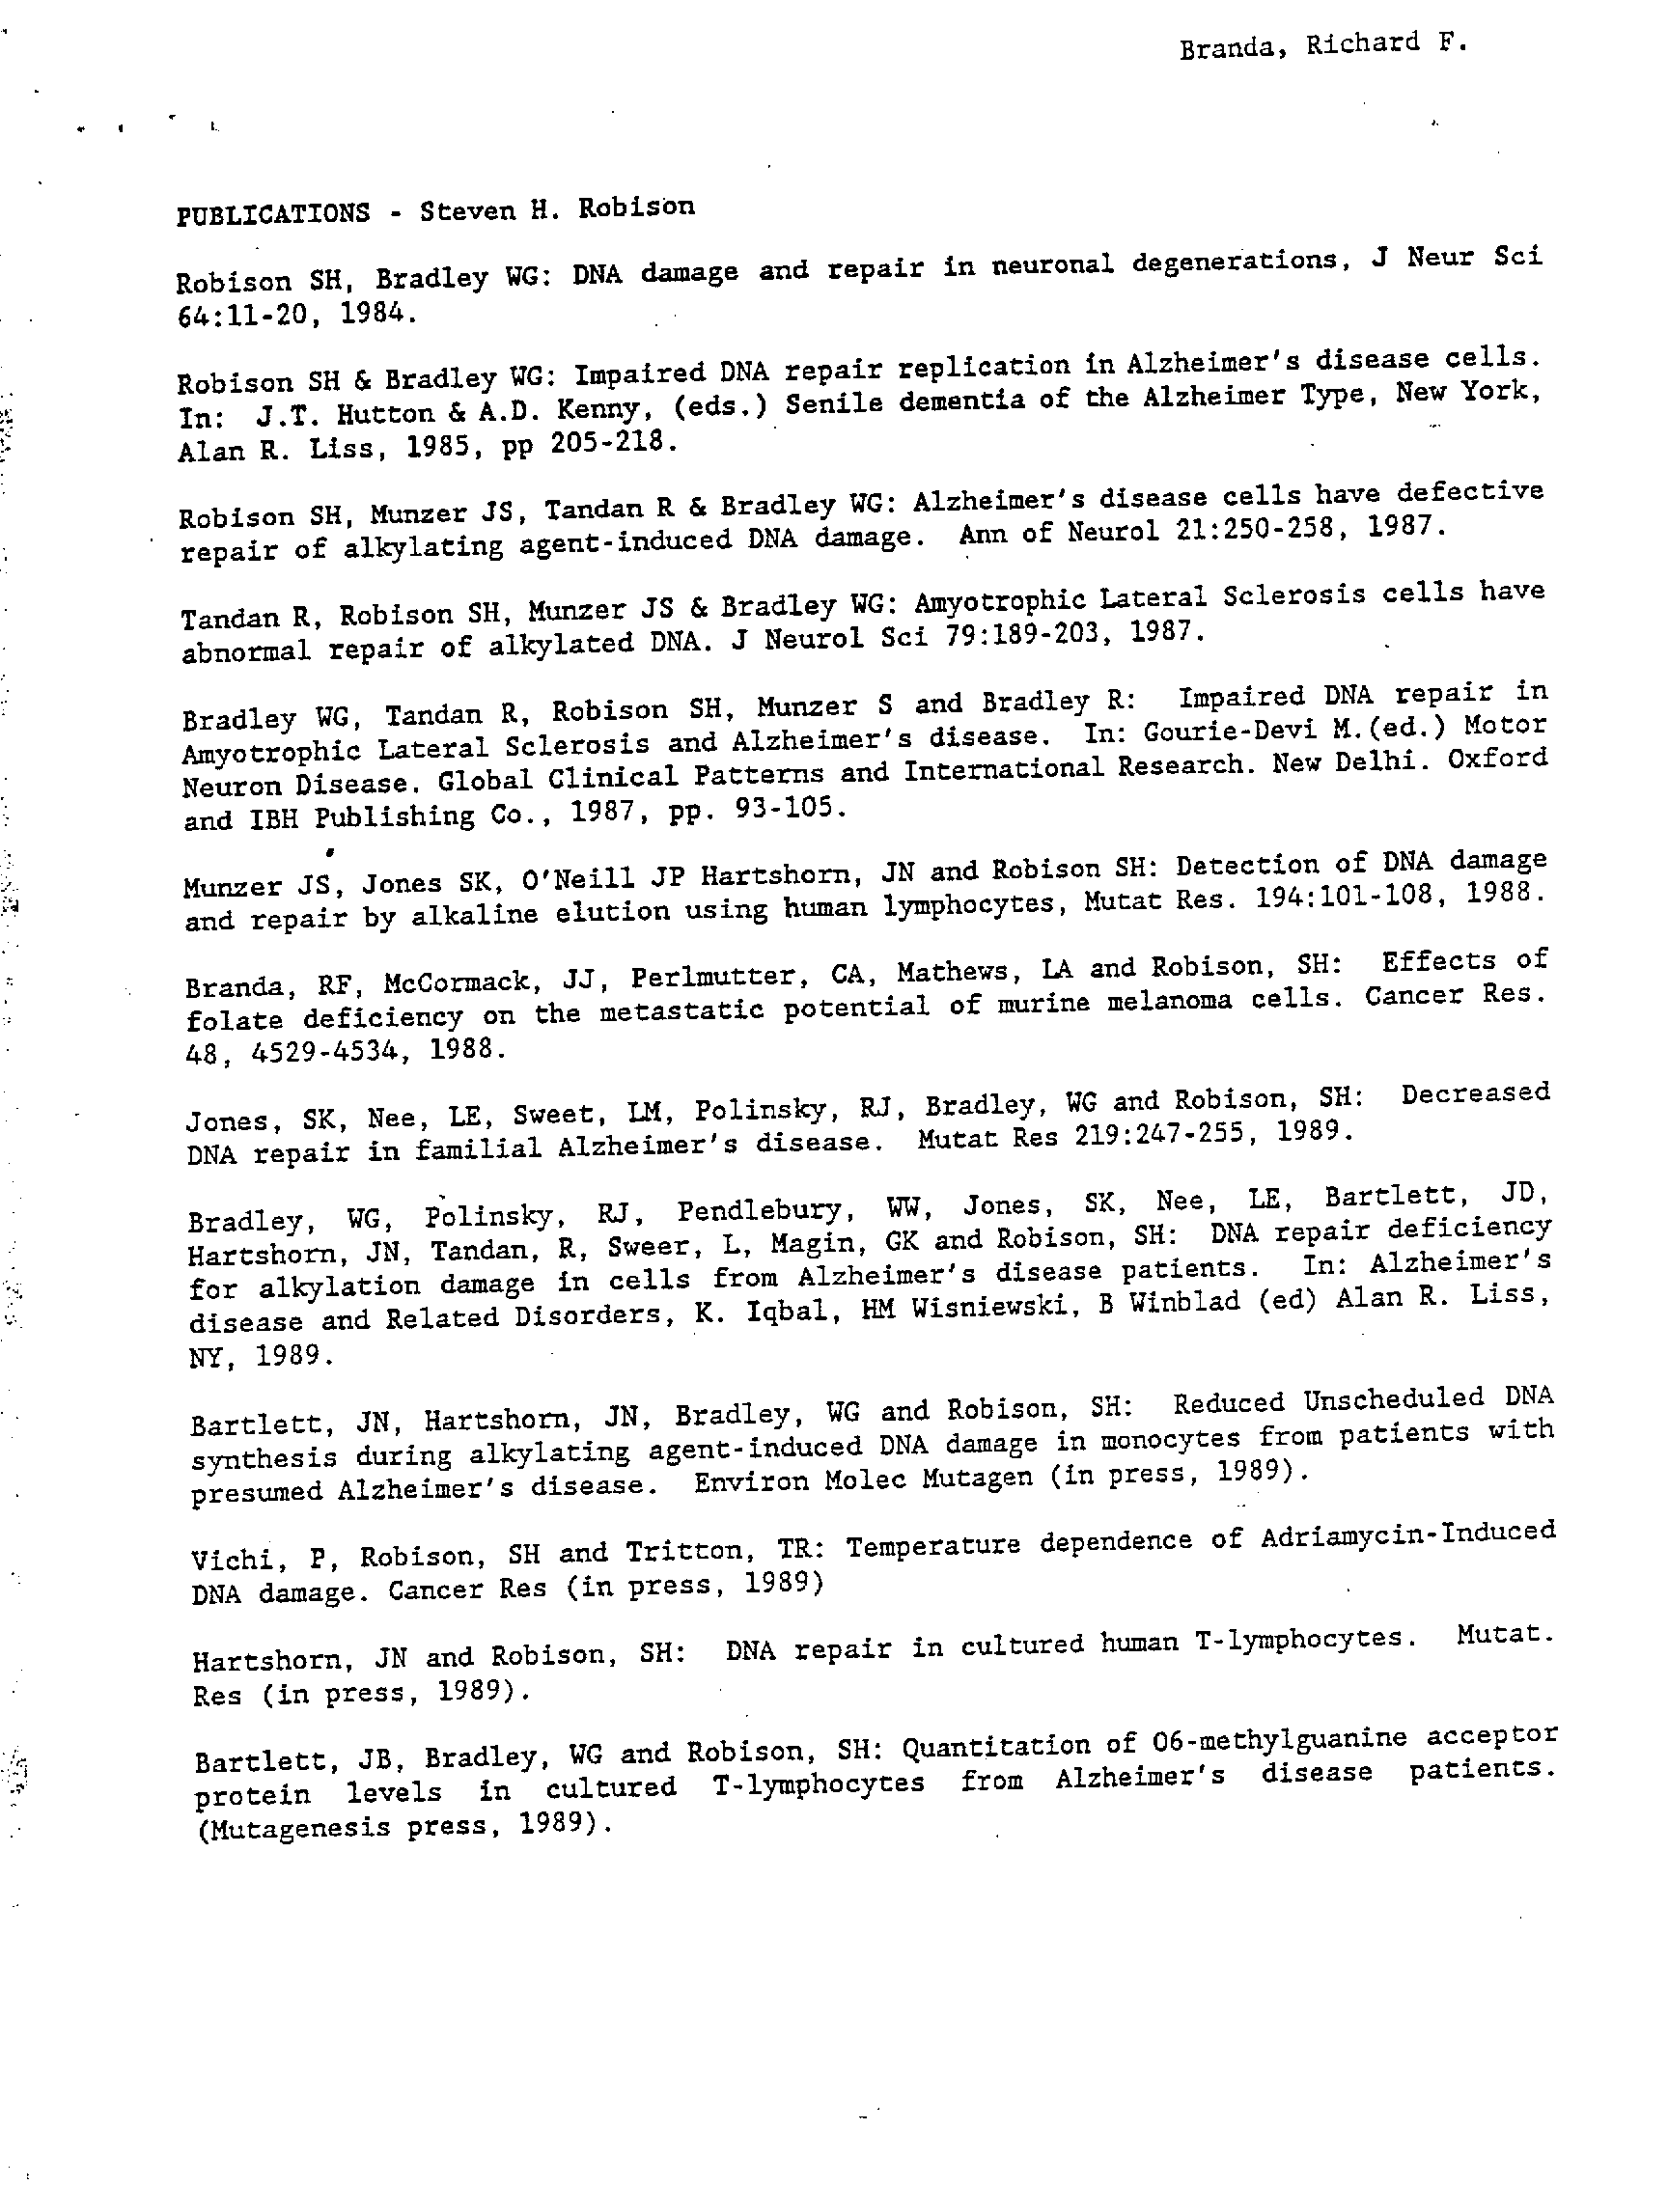 Branda, Richard F.
PUBLICATIONS - Steven H. Robison
Robison SH, Bradley WG: DNA damage and repair in neuronal degenerations, J Neur Sci
64:11-20, 1984.
Robison SH & Bradley WG: Impaired DNA repair replication in Alzheimer's disease cells.
In: J.T. Hutton & A.D. Kenny, (eds.) Senile dementia of the Alzheimer Type, New York,
Alan R. Liss, 1985, pp 205-218.
Robison SH, Munzer JS, Tandan R & Bradley WG: Alzheimer's disease cells have defective
repair of alkylating agent-induced DNA damage. Ann of Neurol 21:250-258, 1987.
Tandan R, Robison SH, Munzer JS & Bradley WG: Amyotrophic Lateral Sclerosis cells have
abnormal repair of alkylated DNA. J Neurol Sci 79:189-203, 1987.
Bradley WG, Tandan R, Robison SH, Munzer S and Bradley R: Impaired DNA repair in
Amyotrophic Lateral Sclerosis and Alzheimer's disease. In: Gourie-Devi M.(ed.) Motor
Neuron Disease. Global Clinical Patterns and International Research. New Delhi. Oxford
and IBH Publishing Co., 1987, pp. 93-105.
Munzer JS, Jones SK, O'Neill JP Hartshorn, JN and Robison SH: Detection of DNA damage
and repair by alkaline elution using human lymphocytes, Mutat Res. 194:101-108, 1988.
Branda, RF, McCormack, JJ, Perlmutter, CA, Mathews, LA and Robison, SH: Effects of
folate deficiency on the metastatic potential of murine melanoma cells. Cancer Res.
48, 4529-4534, 1988.
Jones, SK, Nee, LE, Sweet, LM, Polinsky, RJ, Bradley, WG and Robison, SH: Decreased
DNA repair in familial Alzheimer's disease. Mutat Res 219:247-255, 1989.
Bradley, WG, Polinsky, RJ, Pendlebury, WW, Jones, SK, Nee, LE, Bartlett, JD,
Hartshorn, JN, Tandan, R, Sweer, L, Magin, GK and Robison, SH: DNA repair deficiency
for alkylation damage in cells from Alzheimer's disease patients. In: Alzheimer's
disease and Related Disorders, K. Iqbal, HM Wisniewski, B Winblad (ed) Alan R. Liss,
NY, 1989.
Bartlett, JN, Hartshorn, JN, Bradley, WG and Robison, SH: Reduced Unscheduled DNA
synthesis during alkylating agent-induced DNA damage in monocytes from patients with
presumed Alzheimer's disease. Environ Molec Mutagen (in press, 1989).
Vichi, P, Robison, SH and Tritton, TR: Temperature dependence of Adriamycin-Induced
DNA damage. Cancer Res (in press, 1989)
Hartshorn, JN and Robison, SH: DNA repair in cultured human T-lymphocytes. Mutat.
Res (in press, 1989).
Bartlett, JB, Bradley, WG and Robison, SH: Quantitation of O6-methylguanine acceptor
protein levels in cultured T-lymphocytes from Alzheimer's disease patients.
(Mutagenesis press, 1989).